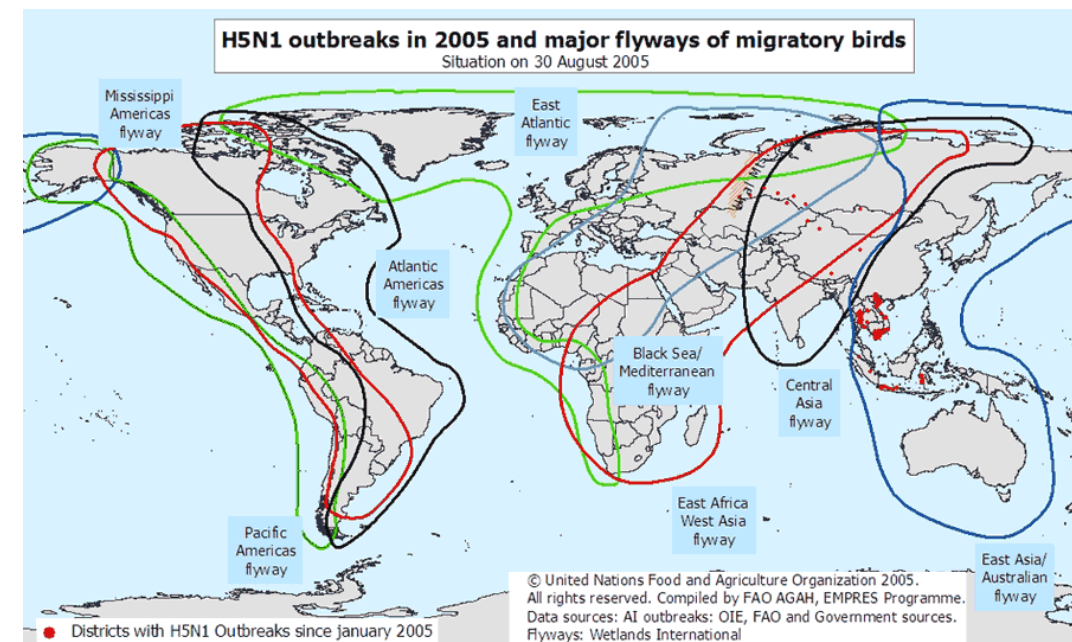 H5N1 outbreaks in 2005 and major flyways of migratory birds
Situation on 30 August 2005
Mississippi
Americas
flyway
East
Atlantic
flyway
Atlantic
Americas
flyway
Black Sea/
Mediterranean
flyway
Central
Asia
flyway
East Africa
West Asia
flyway
Pacific
Americas
flyway
East Asia/
Australian
flyway
© United Nations Food and Agriculture Organization 2005.
All rights reserved. Compiled by FAO AGAH, EMPRES Programme.
Data sources: AI outbreaks: OIE, FAO and Government sources.
Flyways: Wetlands International
Districts with H5N1 Outbreaks since january 2005